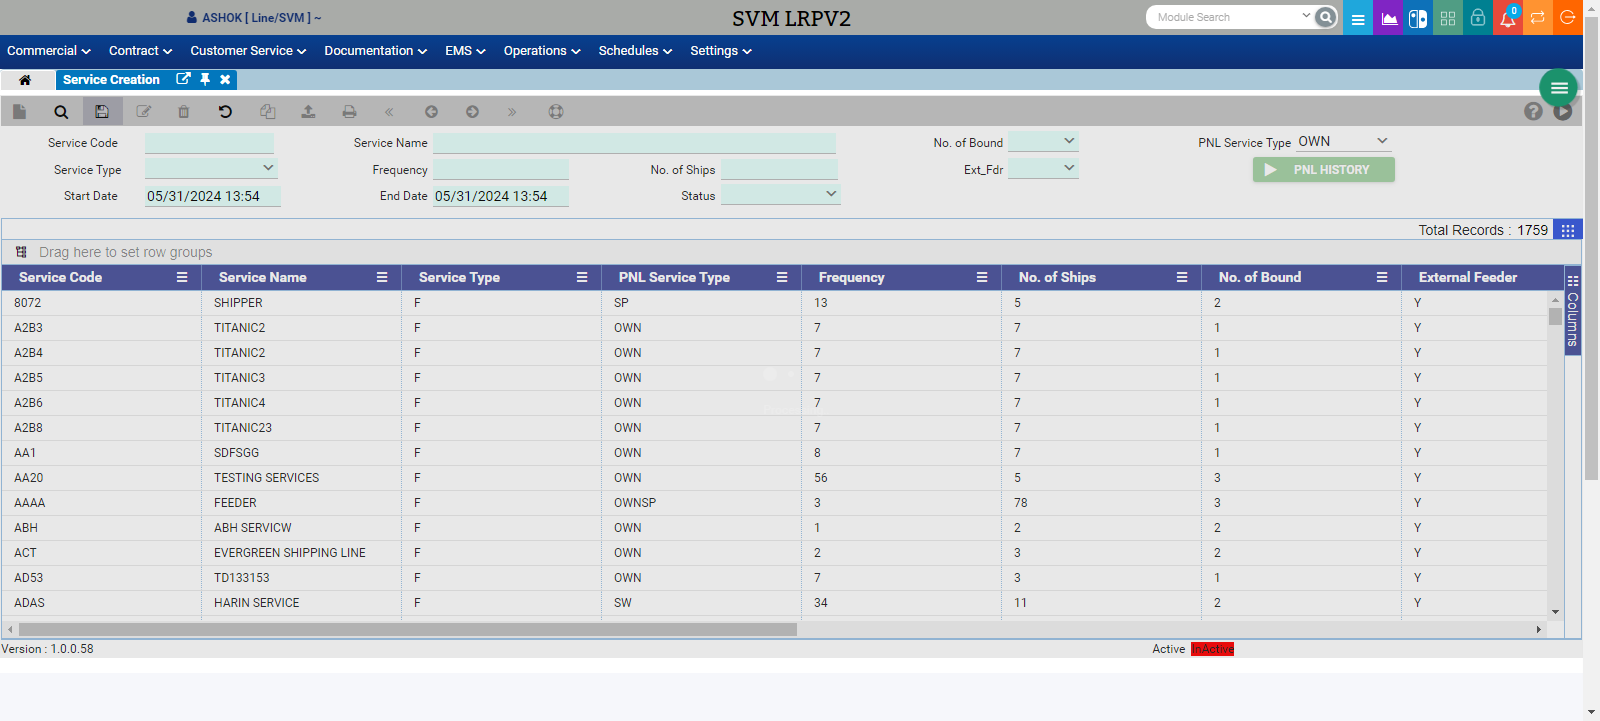 ASHOK [ Line/SVM ] ~
SVM LRPV2
Module Search
0
Commercial Contract Customer Service Documentation EMS Operations Schedules Settings
Service Creation
Service Code Service Name No. of Bound PNL Service Type OWN
Service Type Frequency No. of Ships Ext_Fdr PNL HISTORY
Start Date 05/31/2024 13:54 End Date 05/31/2024 13:54 Status
Total Records : 1759
Drag here to set row groups
Service Code Service Name Service Type PNL Service Type Frequency No. of Ships No. of Bound External Feeder
Columns
8072 SHIPPER F SP 13 5 2 Y
A2B3 TITANIC2 F OWN 7 7 1 Y
A2B4 TITANIC2 F OWN 7 7 1 Y
A2B5 TITANIC3 F OWN 7 7 1 Y
A2B6 TITANIC4 F OWN 7 7 1 Y
A2B8 TITANIC23 F OWN 7 7 1 Y
AA1 SDFSGG F OWN 8 7 1 Y
AA20 TESTING SERVICES F OWN 56 5 3 Y
AAAA FEEDER F OWNSP 3 78 3 Y
ABH ABH SERVICW F OWN 1 2 2 Y
ACT EVERGREEN SHIPPING LINE F OWN 2 3 2 Y
AD53 TD133153 F OWN 7 3 1 Y
ADAS HARIN SERVICE F SW 34 11 2 Y
Version : 1.0.0.58 Active InActive